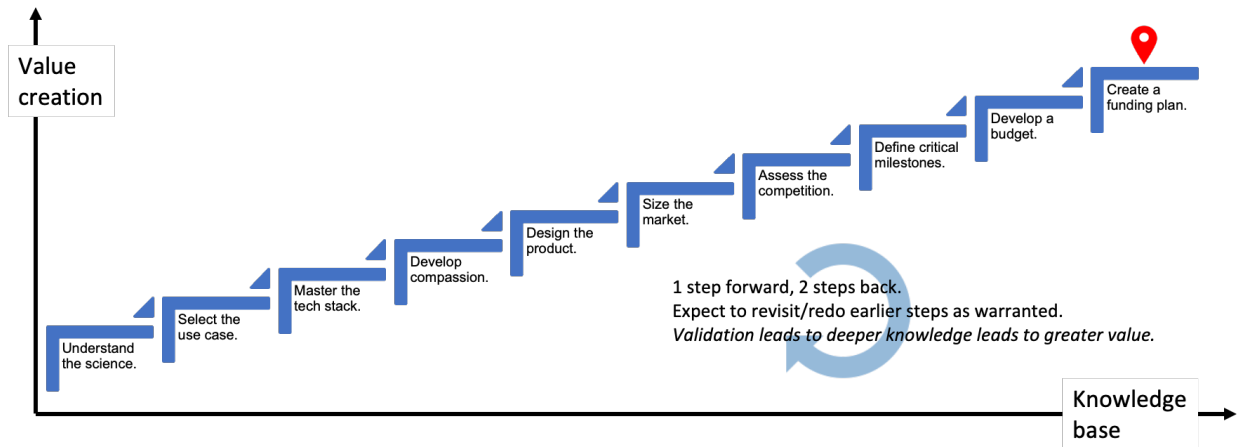 Value
creation
Create a
funding plan.
Develop a
budget.
Define critical
milestones.
Assess the
competition.
Size the
market.
Design the
product.
Develop
compassion.
Master the
tech stack.
Select the
use case.
Understand
the science.
1 step forward, 2 steps back.
Expect to revisit/redo earlier steps as warranted.
Validation leads to deeper knowledge leads to greater value.
Knowledge
base